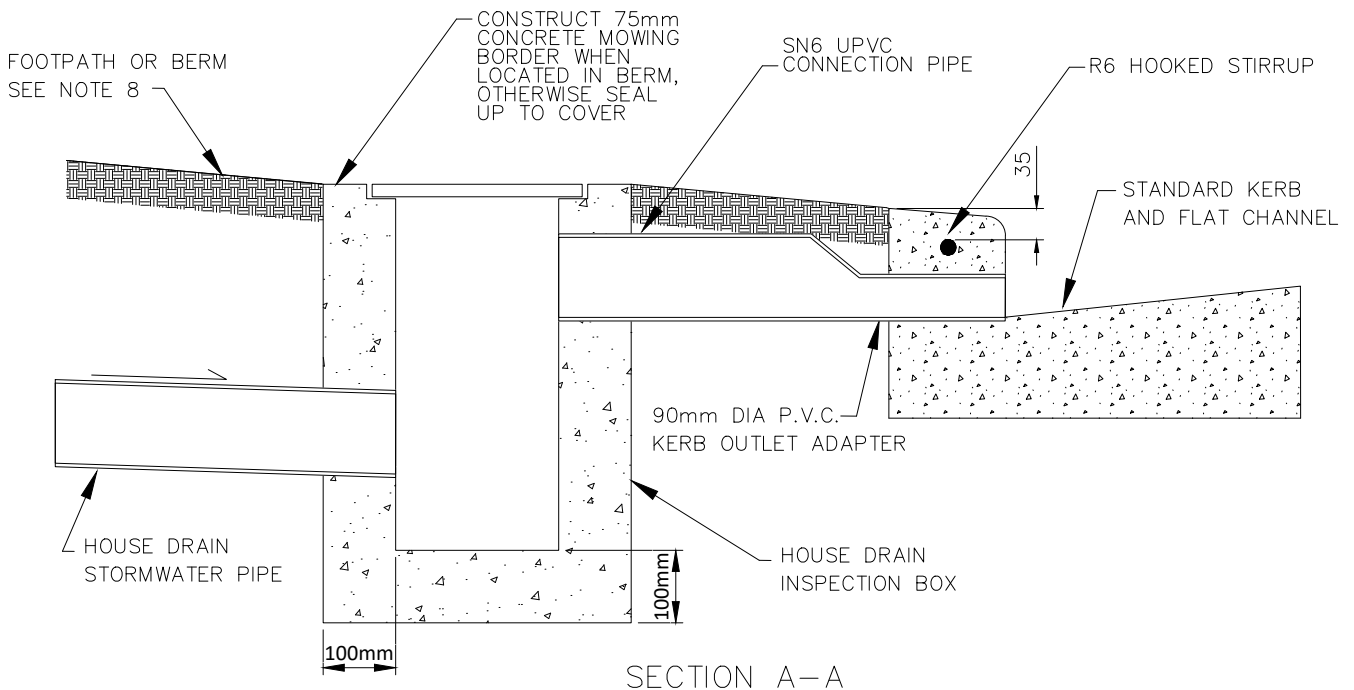 FOOTPATH OR BERM
SEE NOTE 8
CONSTRUCT 75mm
CONCRETE MOWING
BORDER WHEN
LOCATED IN BERM,
OTHERWISE SEAL
UP TO COVER
SN6 UPVC
CONNECTION PIPE
R6 HOOKED STIRRUP
35
STANDARD KERB
AND FLAT CHANNEL
90mm DIA P.V.C.
KERB OUTLET ADAPTER
HOUSE DRAIN
STORMWATER PIPE
HOUSE DRAIN
INSPECTION BOX
100mm
100mm
SECTION A-A